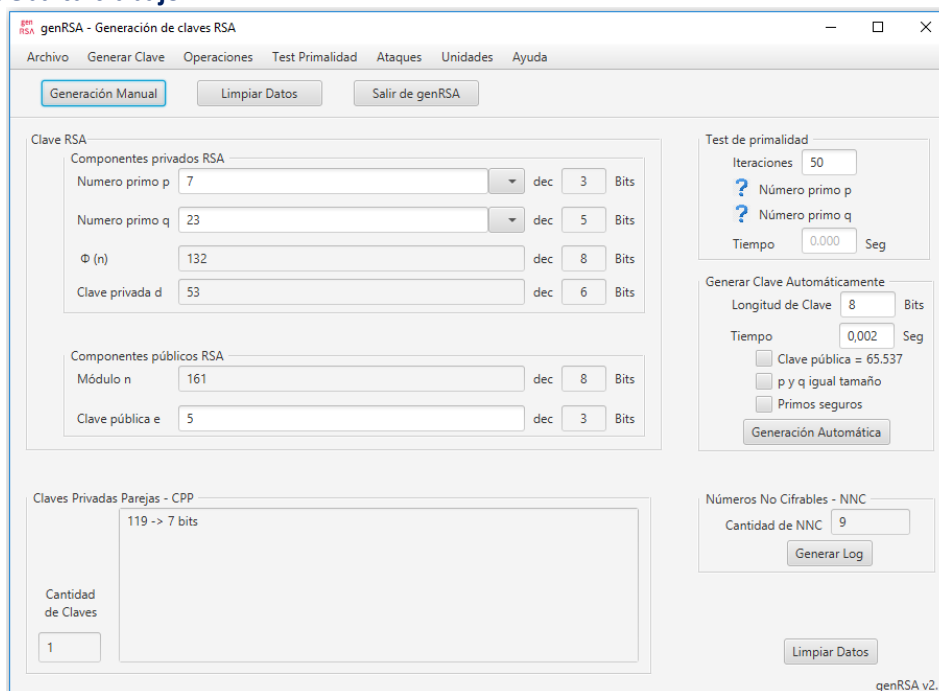 gen RSA genRSA - Generación de claves RSA
Archivo Generar Clave Operaciones Test Primalidad Ataques Unidades Ayuda
Generación Manual Limpiar Datos Salir de genRSA
Clave RSA
Componentes privados RSA
Numero primo p 7 dec 3 Bits
Numero primo q 23 dec 5 Bits
Φ (n) 132 dec 8 Bits
Clave privada d 53 dec 6 Bits
Componentes públicos RSA
Módulo n 161 dec 8 Bits
Clave pública e 5 dec 3 Bits
Test de primalidad
Iteraciones 50
? Número primo p
? Número primo q
Tiempo 0.000 Seg
Generar Clave Automáticamente
Longitud de Clave 8 Bits
Tiempo 0,002 Seg
Clave pública = 65.537
p y q igual tamaño
Primos seguros
Generación Automática
Claves Privadas Parejas - CPP
119 -> 7 bits
Cantidad
de Claves
1
Números No Cifrables - NNC
Cantidad de NNC 9
Generar Log
Limpiar Datos
genRSA v2.